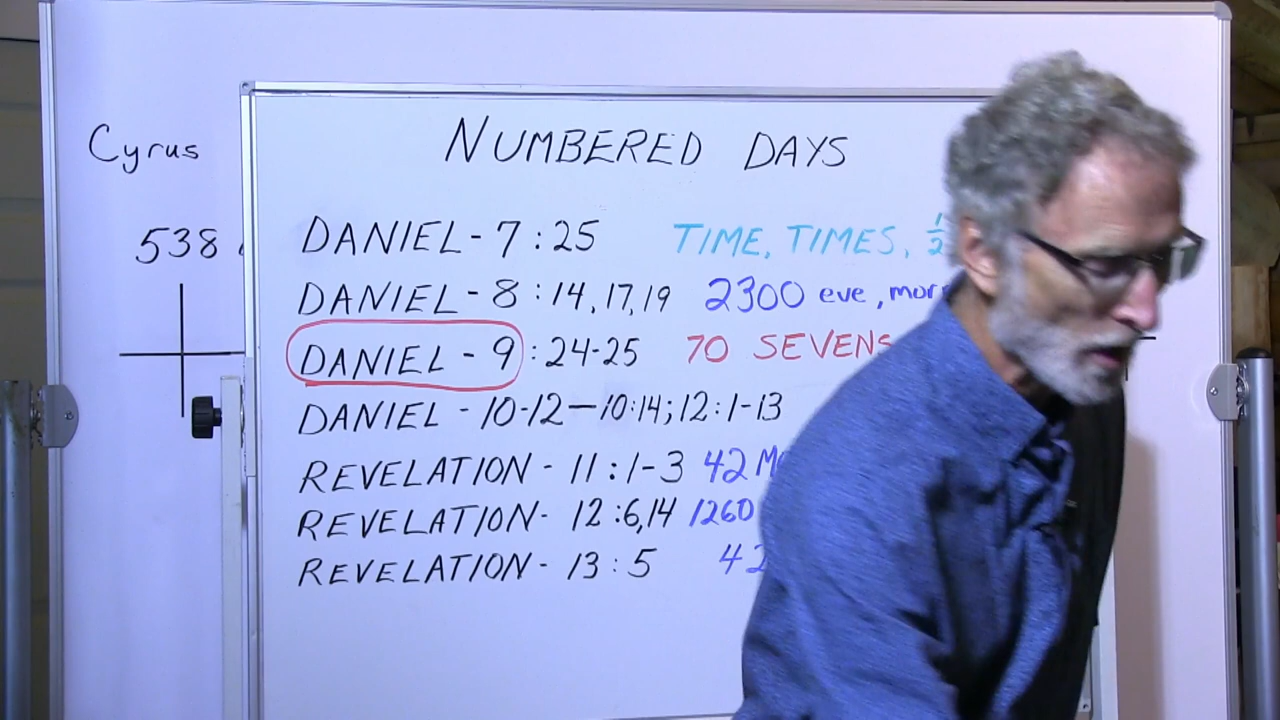 Cyrus
538
NUMBERED DAYS
DANIEL - 7 : 25 TIME, TIMES, 1/2
DANIEL - 8 : 14, 17, 19 2300 eve, mor
DANIEL - 9 : 24-25 70 SEVENS
DANIEL - 10-12 — 10:14; 12:1-13
REVELATION - 11 : 1-3 42 M
REVELATION - 12 : 6,14 1260
REVELATION - 13 : 5 42